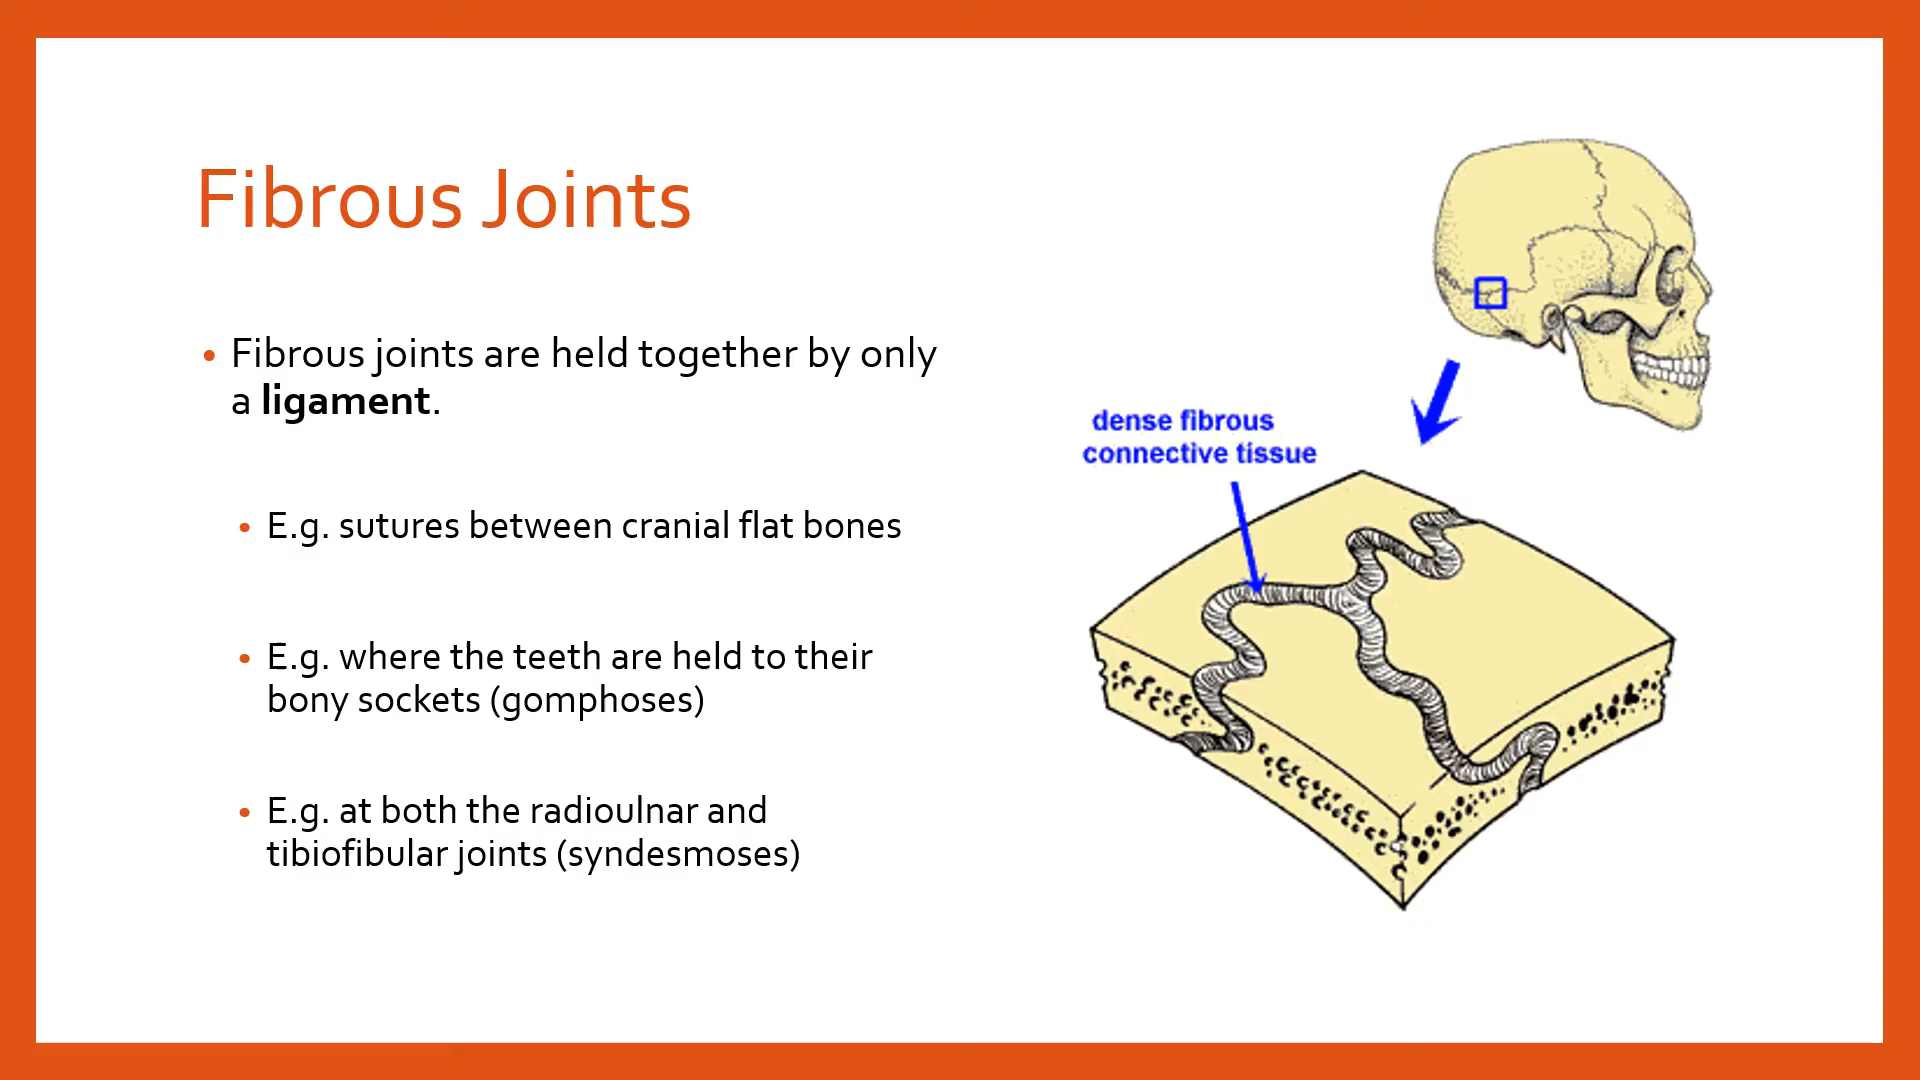 Fibrous Joints
• Fibrous joints are held together by only
a ligament.
• E.g. sutures between cranial flat bones
• E.g. where the teeth are held to their
bony sockets (gomphoses)
• E.g. at both the radioulnar and
tibiofibular joints (syndesmoses)
dense fibrous
connective tissue